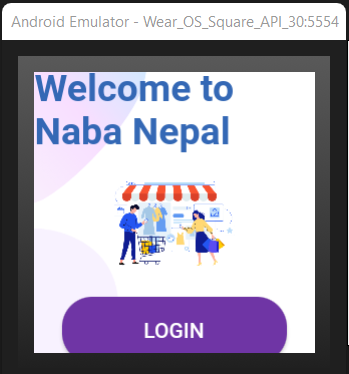 Android Emulator - Wear_OS_Square_API_30:5554
Welcome to
Naba Nepal
LOGIN